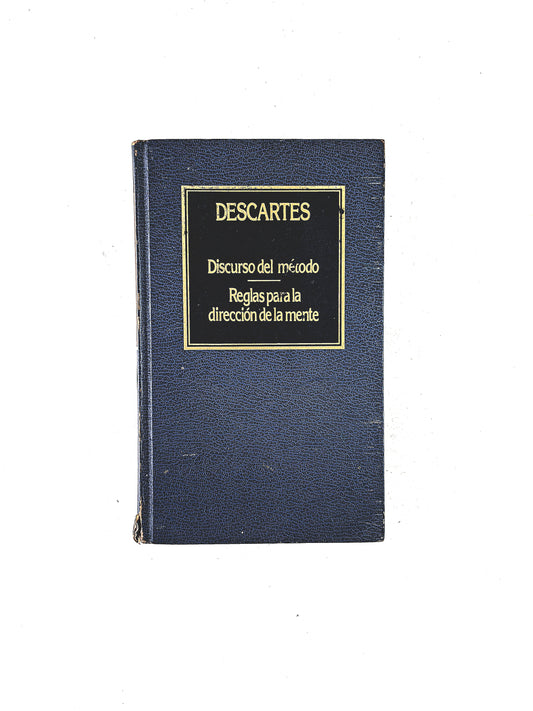 DESCARTES
Discurso del método
Reglas para la
dirección de la mente